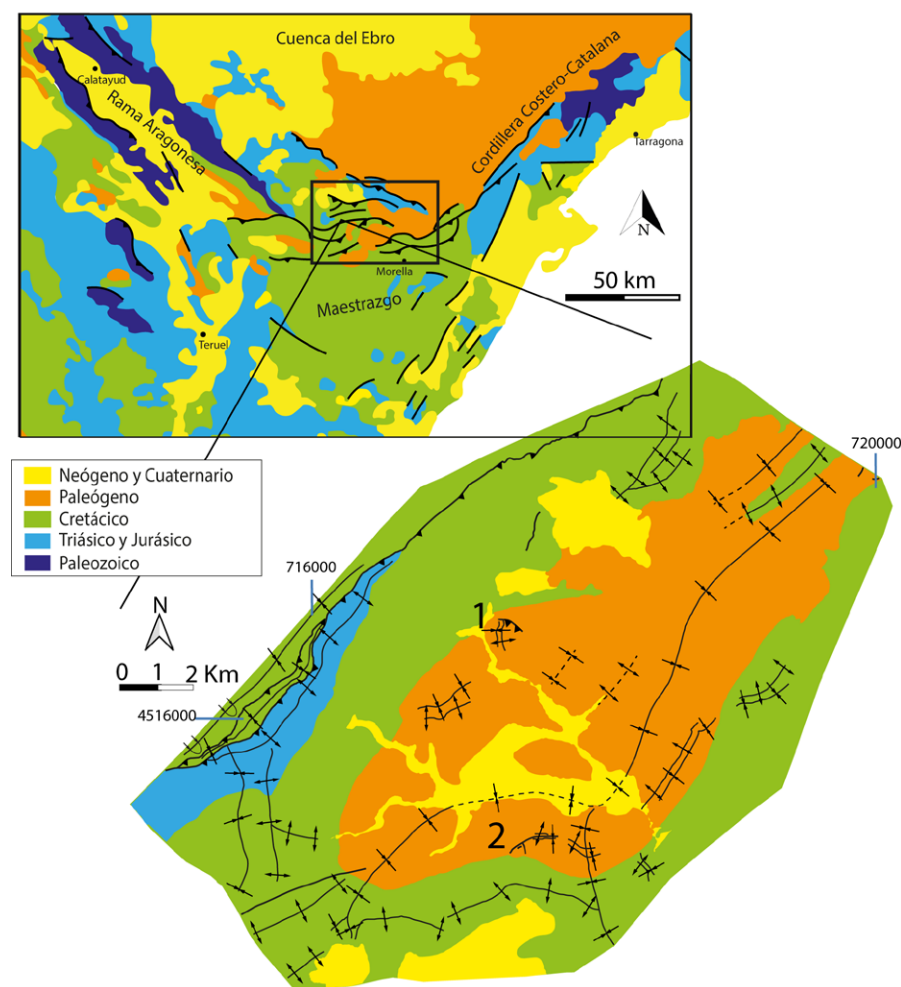 Cuenca del Ebro
Calatayud
Rama Aragonesa
Cordillera Costero-Catalana
Tarragona
N
50 km
Morella
Maestrazgo
Teruel
Neógeno y Cuaternario
Paleógeno
Cretácico
Triásico y Jurásico
Paleozoico
720000
716000
N
0 1 2 Km
4516000
1
2